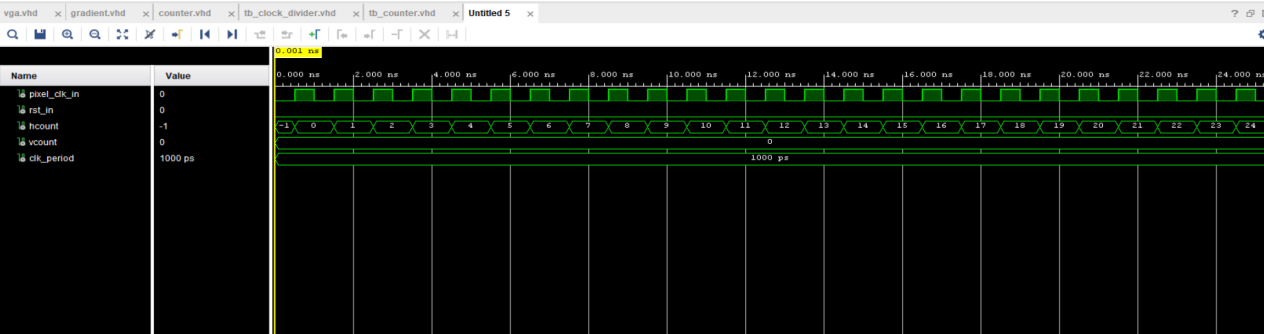 vga.vhd × gradient.vhd × counter.vhd × tb_clock_divider.vhd × tb_counter.vhd × Untitled 5 × ?
0.001 ns
Name Value 0.000 ns 2.000 ns 4.000 ns 6.000 ns 8.000 ns 10.000 ns 12.000 ns 14.000 ns 16.000 ns 18.000 ns 20.000 ns 22.000 ns 24.000 ns
pixel_clk_in 0
rst_in 0
hcount -1 -1 0 1 2 3 4 5 6 7 8 9 10 11 12 13 14 15 16 17 18 19 20 21 22 23 24
vcount 0 0
clk_period 1000 ps 1000 ps